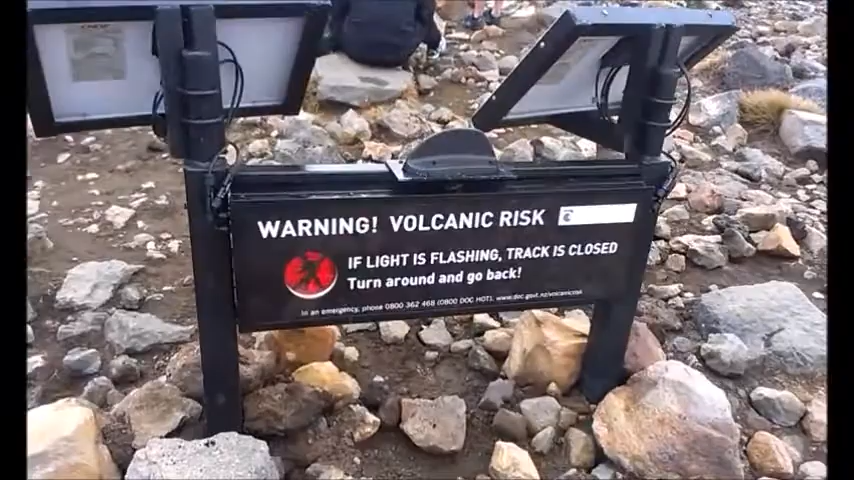 WARNING! VOLCANIC RISK
IF LIGHT IS FLASHING, TRACK IS CLOSED
Turn around and go back!
In an emergency, phone 0800 362 468 (0800 DOC HOT). www.doc.govt.nz/volcanicrisk